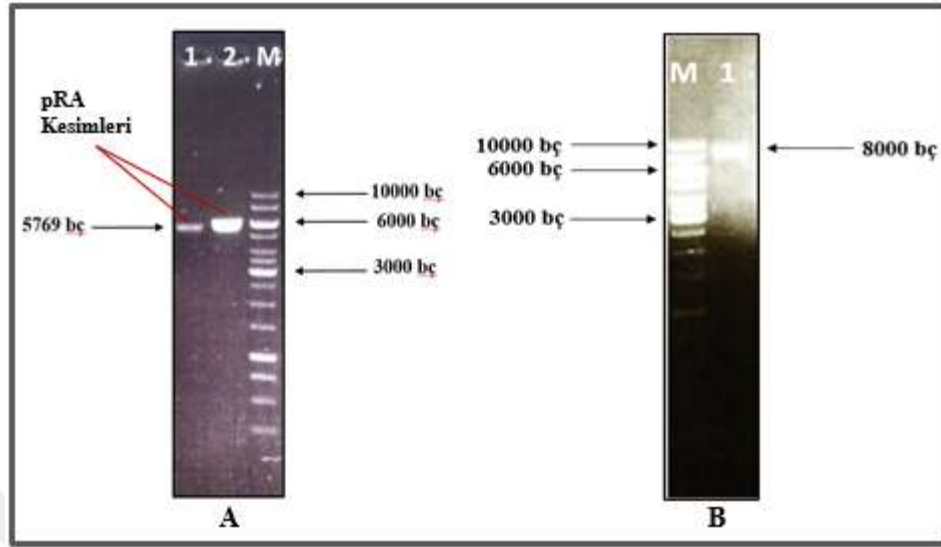 1 2 M
pRA
Kesimleri
10000 bç
5769 bç
6000 bç
3000 bç
A
M 1
10000 bç
8000 bç
6000 bç
3000 bç
B